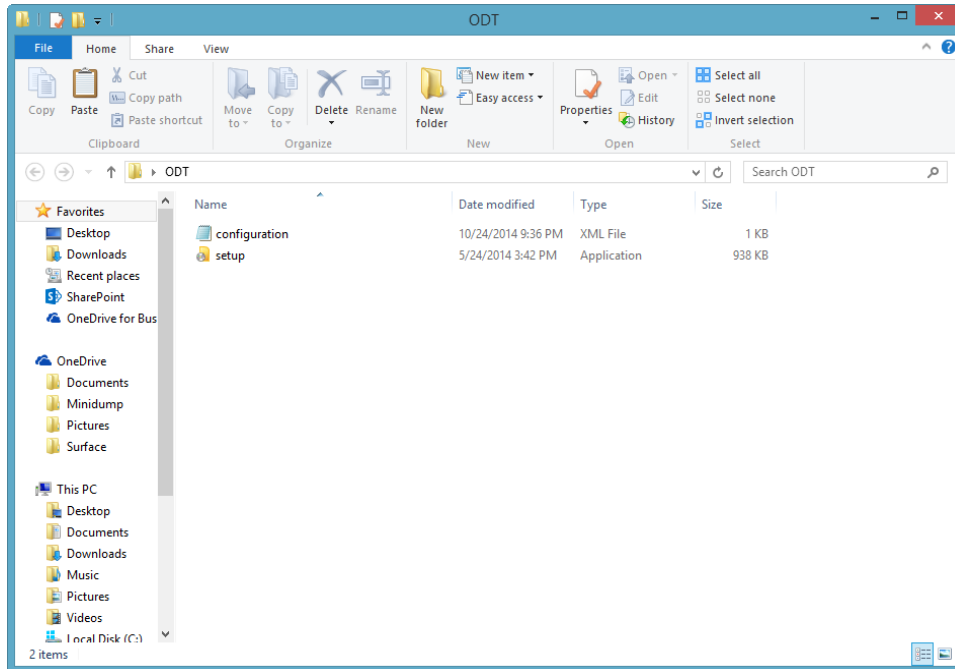 ODT
File Home Share View
Copy
Paste
Cut
Copy path
Paste shortcut
Clipboard
Move to
Copy to
Delete
Rename
Organize
New folder
New item
Easy access
New
Properties
Open
Edit
History
Open
Select all
Select none
Invert selection
Select
ODT
Search ODT
Favorites
Desktop
Downloads
Recent places
SharePoint
OneDrive for Bus
OneDrive
Documents
Minidump
Pictures
Surface
This PC
Desktop
Documents
Downloads
Music
Pictures
Videos
Local Disk (C:)
Name Date modified Type Size
configuration 10/24/2014 9:36 PM XML File 1 KB
setup 5/24/2014 3:42 PM Application 938 KB
2 items